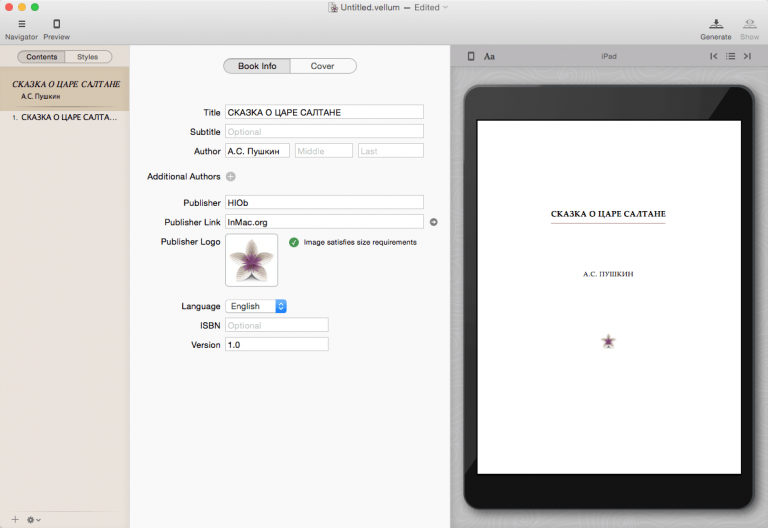 Untitled.vellum — Edited
Navigator
Preview
Generate
Show
Contents
Styles
СКАЗКА О ЦАРЕ САЛТАНЕ
А.С. Пушкин
1. СКАЗКА О ЦАРЕ САЛТА...
Book Info
Cover
Title СКАЗКА О ЦАРЕ САЛТАНЕ
Subtitle Optional
Author А.С. Пушкин Middle Last
Additional Authors
Publisher HIOb
Publisher Link InMac.org
Publisher Logo Image satisfies size requirements
Language English
ISBN Optional
Version 1.0
Aa
iPad
СКАЗКА О ЦАРЕ САЛТАНЕ
А.С. ПУШКИН